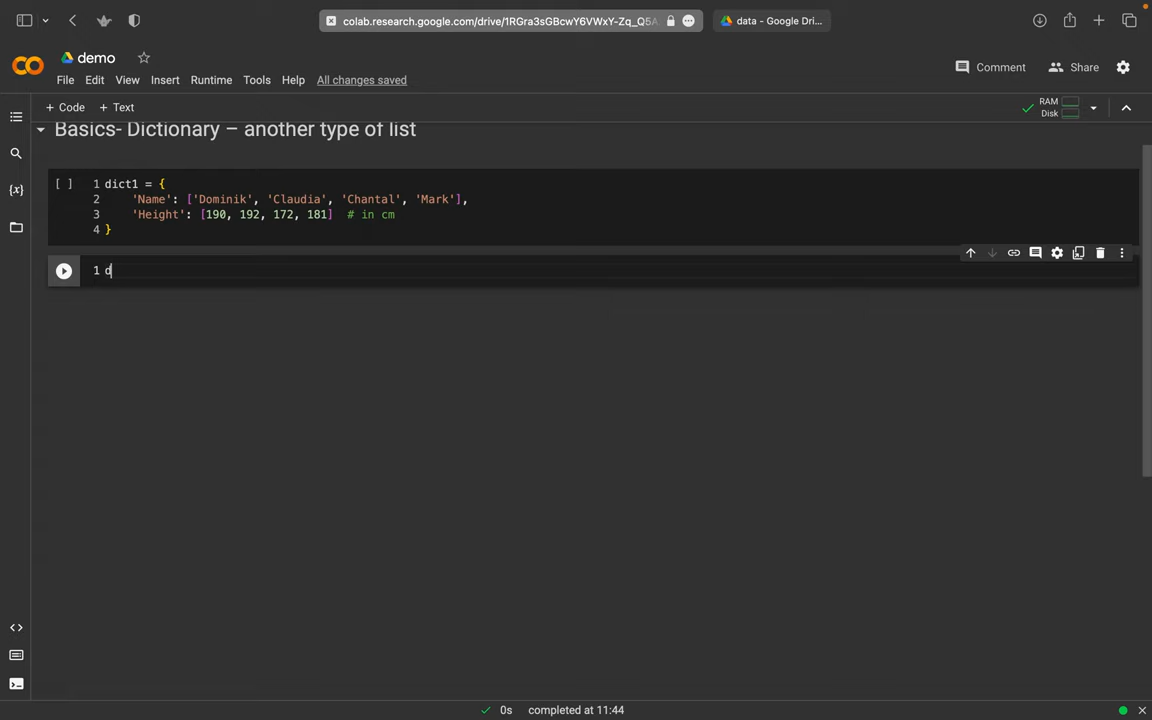 colab.research.google.com/drive/1RGra3sGBcwY6VWxY-Zq_Q5A
data - Google Dri...
demo
File Edit View Insert Runtime Tools Help All changes saved
Comment Share
+ Code + Text
RAM
Disk
Basics- Dictionary – another type of list
[ ] 1 dict1 = {
2 'Name': ['Dominik', 'Claudia', 'Chantal', 'Mark'],
3 'Height': [190, 192, 172, 181] # in cm
4 }
1 d
0s completed at 11:44